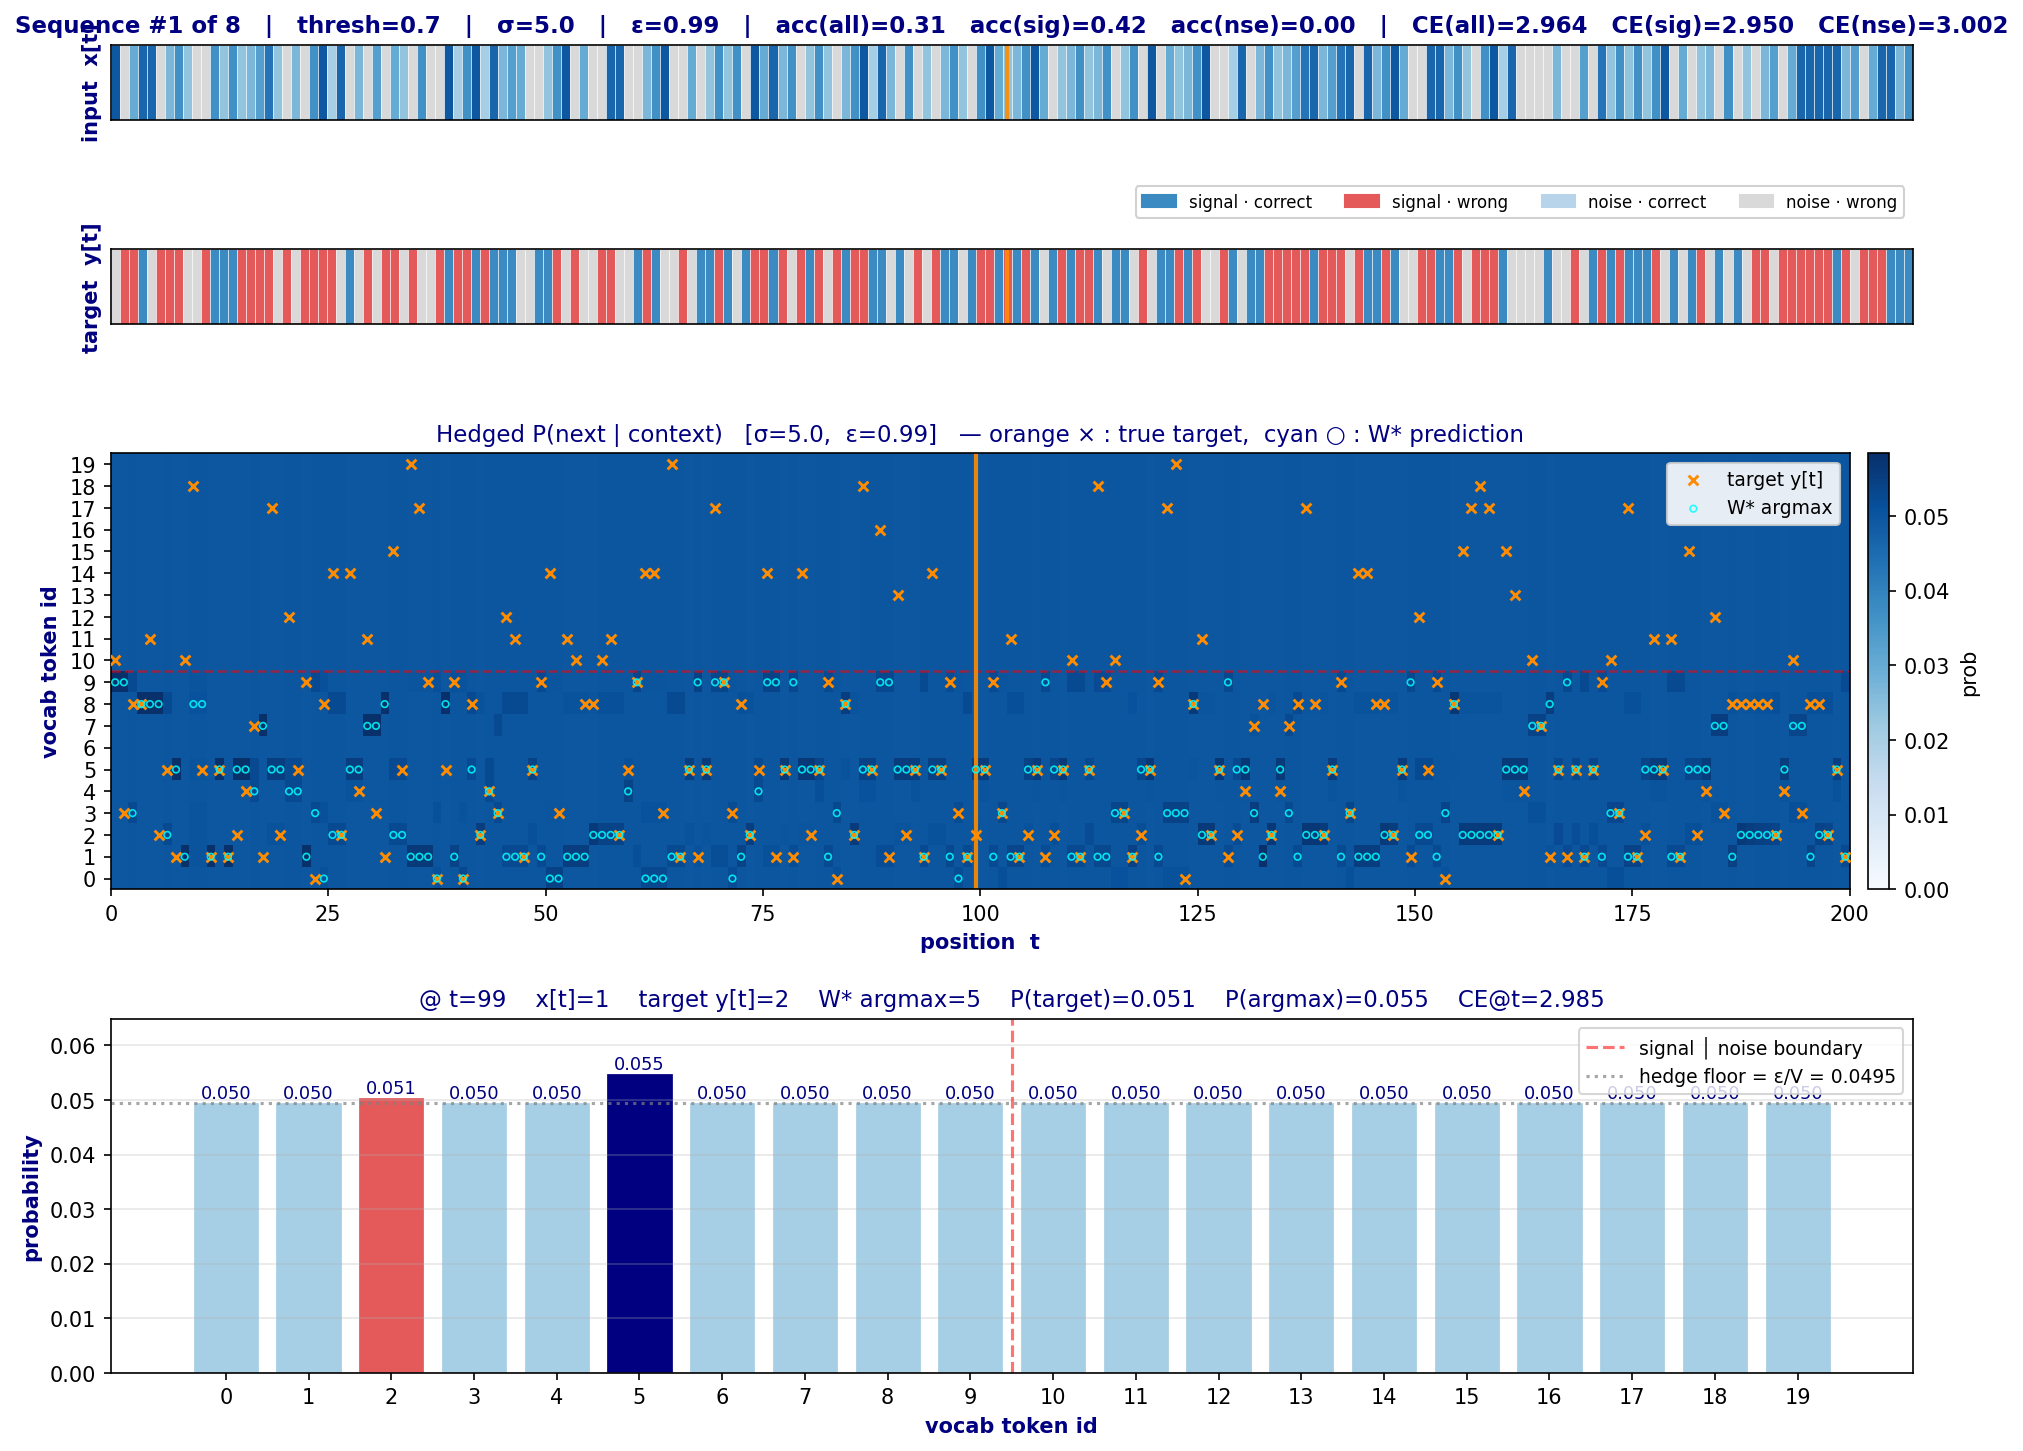 Sequence #1 of 8 | thresh=0.7 | σ=5.0 | ε=0.99 | acc(all)=0.31 acc(sig)=0.42 acc(nse)=0.00 | CE(all)=2.964 CE(sig)=2.950 CE(nse)=3.002
input x[t]
signal · correct signal · wrong noise · correct noise · wrong
target y[t]
Hedged P(next | context) [σ=5.0, ε=0.99] — orange × : true target, cyan ○ : W* prediction
vocab token id
19
18
17
16
15
14
13
12
11
10
9
8
7
6
5
4
3
2
1
0
target y[t]
W* argmax
0 25 50 75 100 125 150 175 200
position t
0.05
0.04
0.03
0.02
0.01
0.00
prob
@ t=99 x[t]=1 target y[t]=2 W* argmax=5 P(target)=0.051 P(argmax)=0.055 CE@t=2.985
probability
0.06
0.05
0.04
0.03
0.02
0.01
0.00
signal │ noise boundary
hedge floor = ε/V = 0.0495
0.050 0.050 0.051 0.050 0.050 0.055 0.050 0.050 0.050 0.050 0.050 0.050 0.050 0.050 0.050 0.050 0.050 0.050 0.050 0.050
0 1 2 3 4 5 6 7 8 9 10 11 12 13 14 15 16 17 18 19
vocab token id